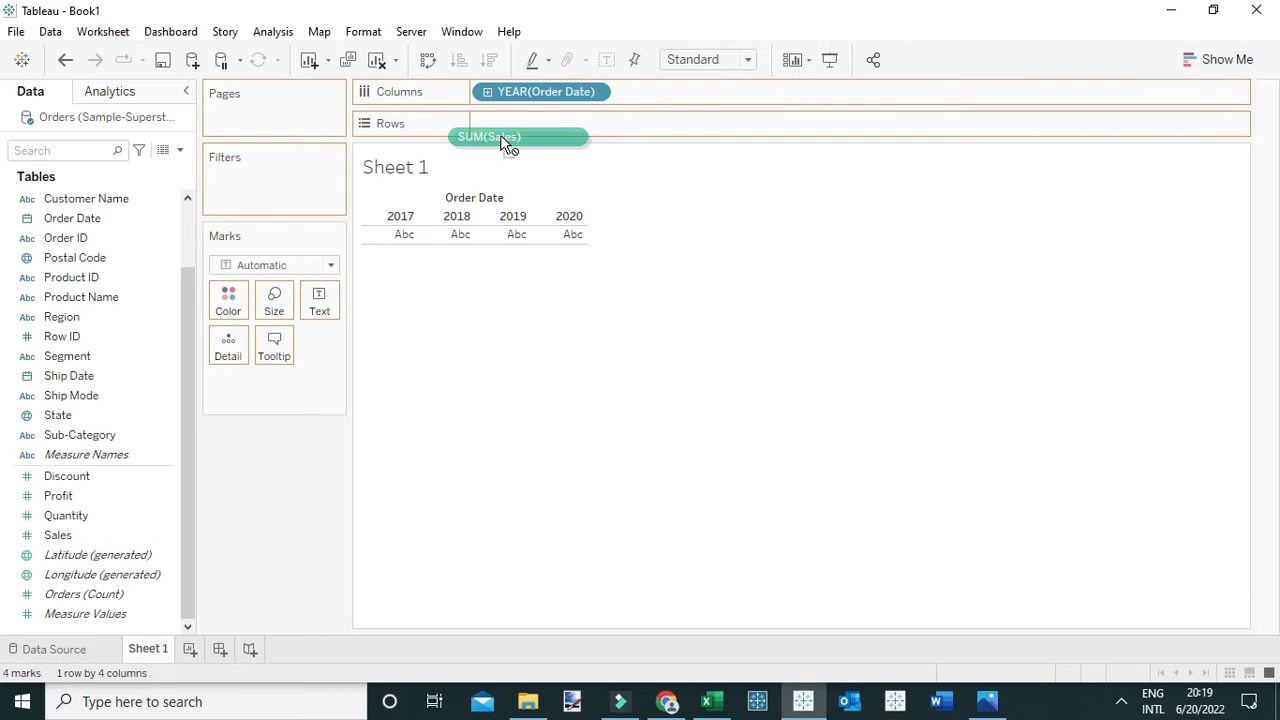 Tableau - Book1
File Data Worksheet Dashboard Story Analysis Map Format Server Window Help
Standard
Show Me
Data Analytics
Pages
Columns YEAR(Order Date)
Orders (Sample-Superst...
Rows
SUM(Sales)
Search
Filters
Sheet 1
Tables
Customer Name
Order Date
Order ID
Postal Code
Product ID
Product Name
Region
Row ID
Segment
Ship Date
Ship Mode
State
Sub-Category
Measure Names
Discount
Profit
Quantity
Sales
Latitude (generated)
Longitude (generated)
Orders (Count)
Measure Values
Marks
Automatic
Color Size Text
Detail Tooltip
Order Date
2017 2018 2019 2020
Abc Abc Abc Abc
Data Source Sheet 1
4 marks 1 row by 4 columns
Type here to search
ENG
INTL
20:19
6/20/2022